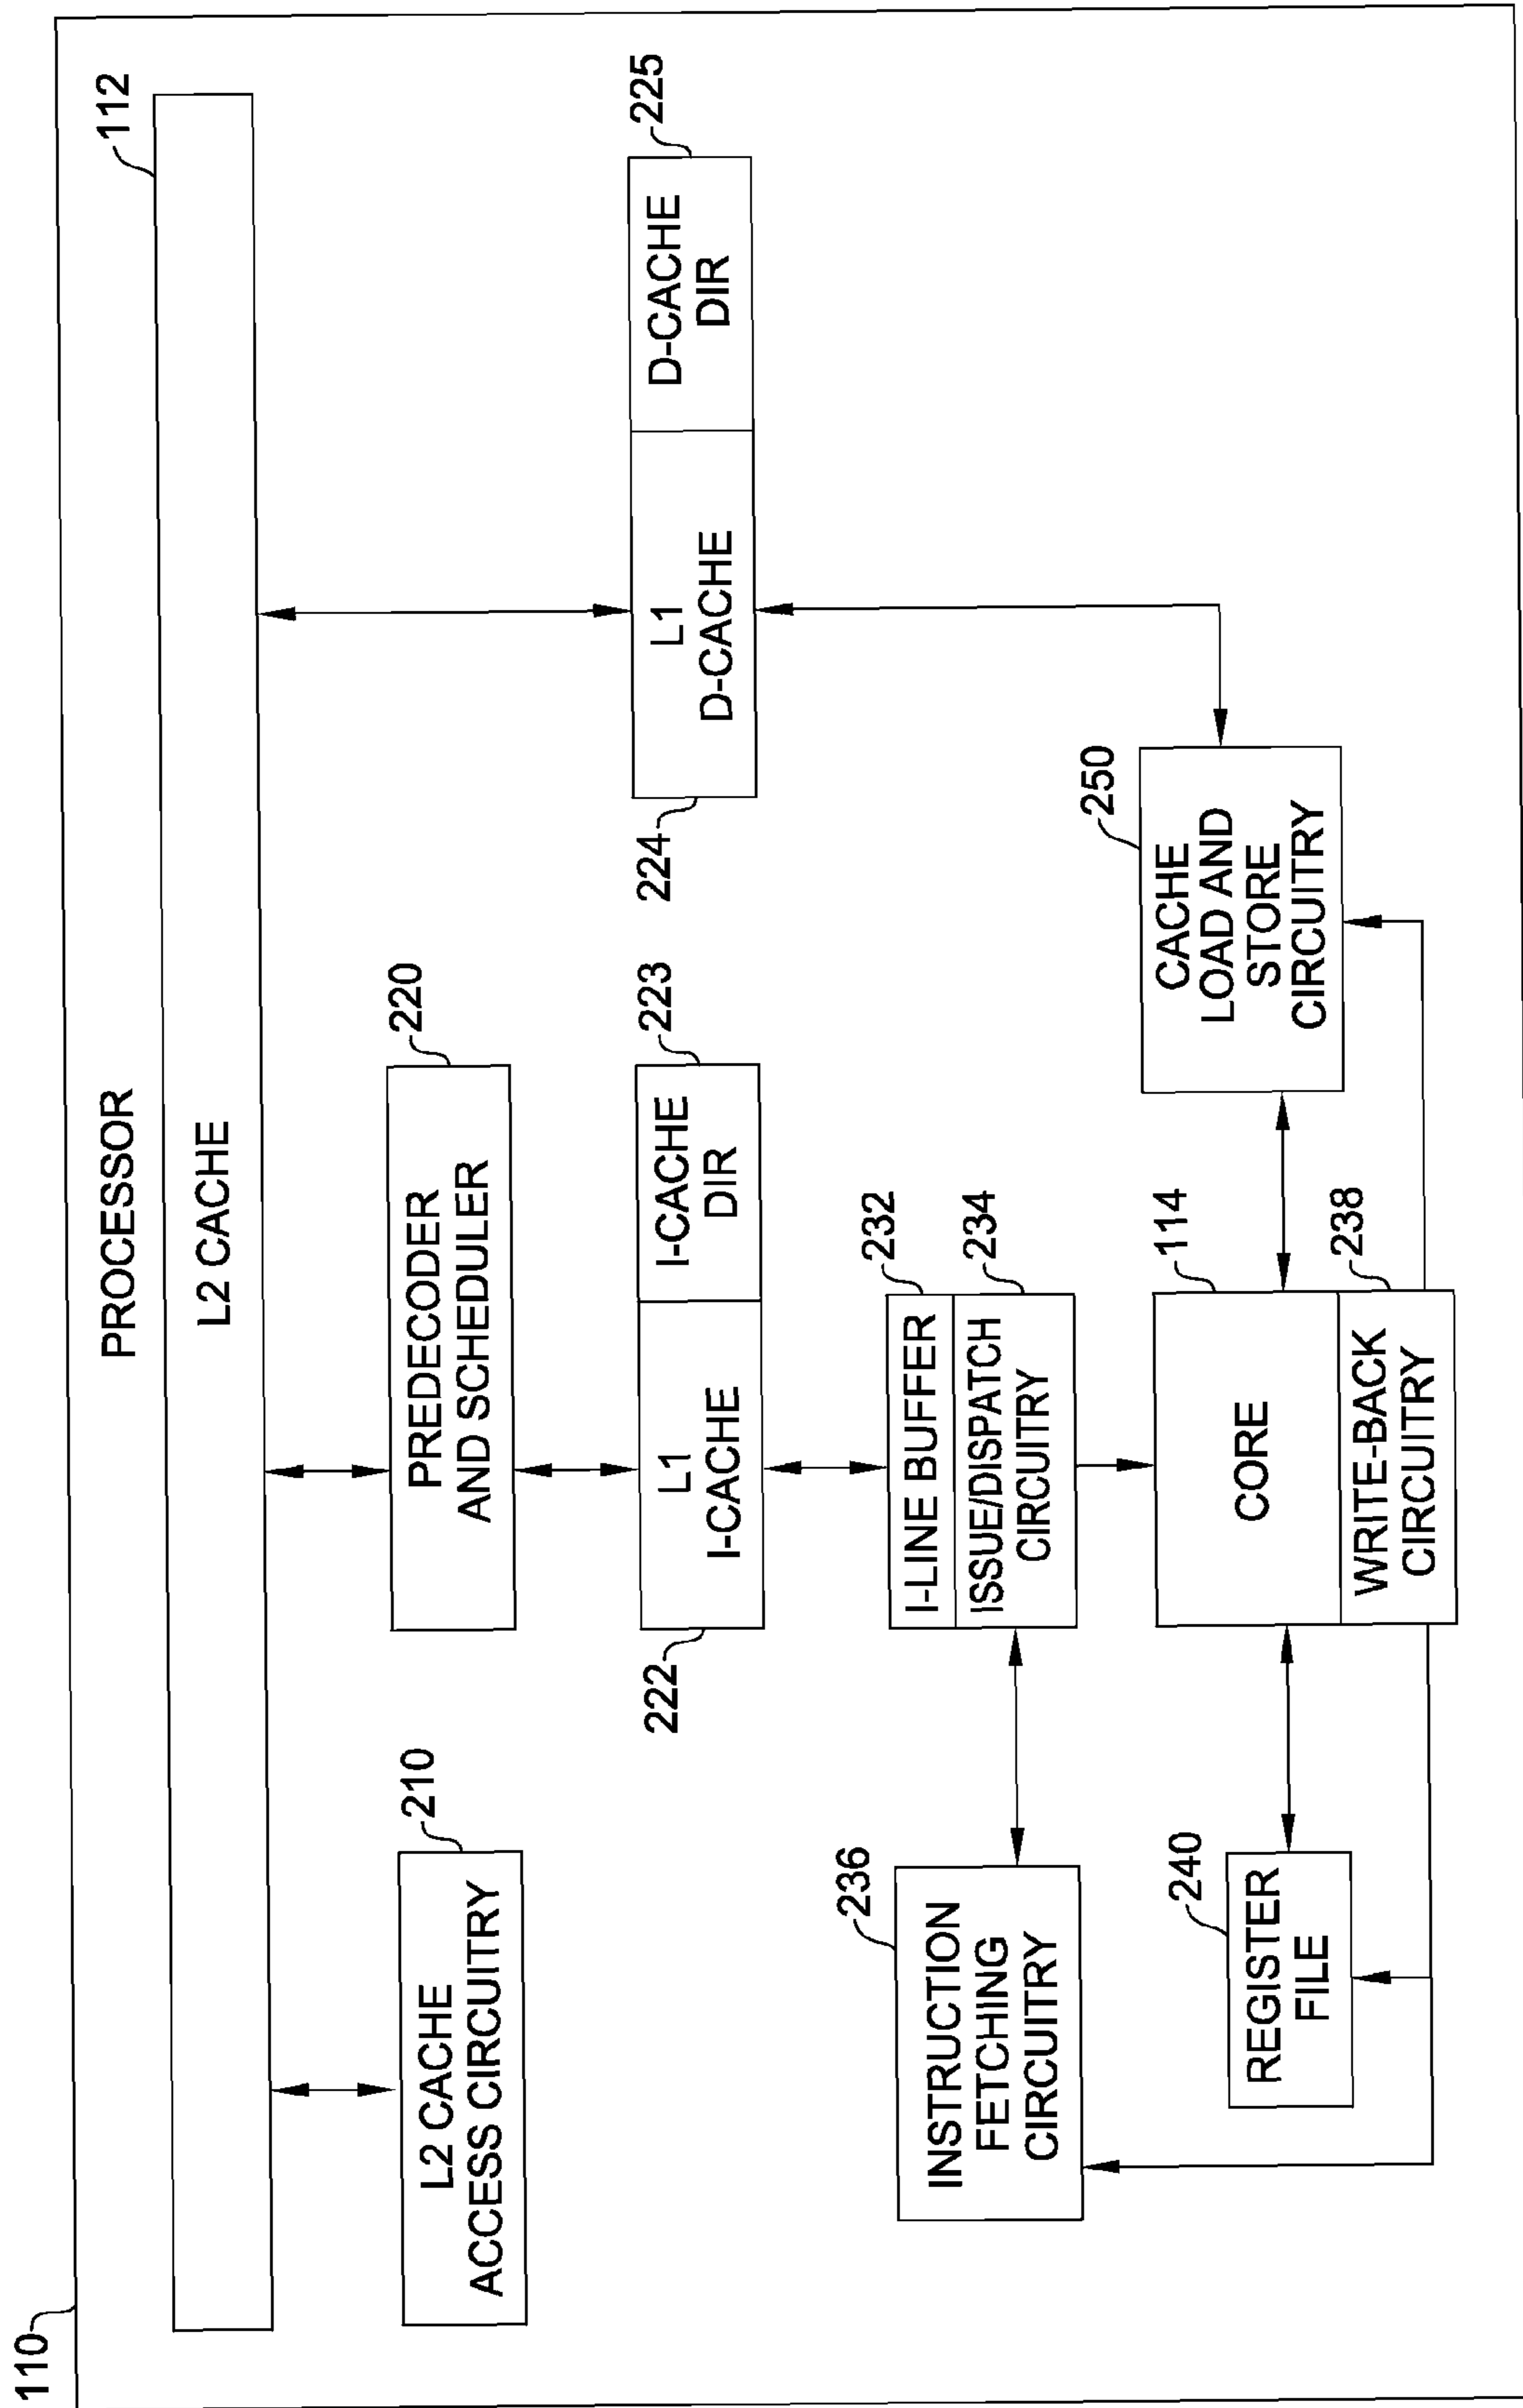 110
PROCESSOR
112
L2 CACHE
210
L2 CACHE
ACCESS CIRCUITRY
220
PREDECODER
AND SCHEDULER
222
L1
I-CACHE
I-CACHE
DIR
223
224
L1
D-CACHE
D-CACHE
DIR
225
236
INSTRUCTION
FETCHING
CIRCUITRY
I-LINE BUFFER
232
ISSUE/DISPATCH
CIRCUITRY
234
240
REGISTER
FILE
CORE
114
WRITE-BACK
CIRCUITRY
238
250
CACHE
LOAD AND
STORE
CIRCUITRY